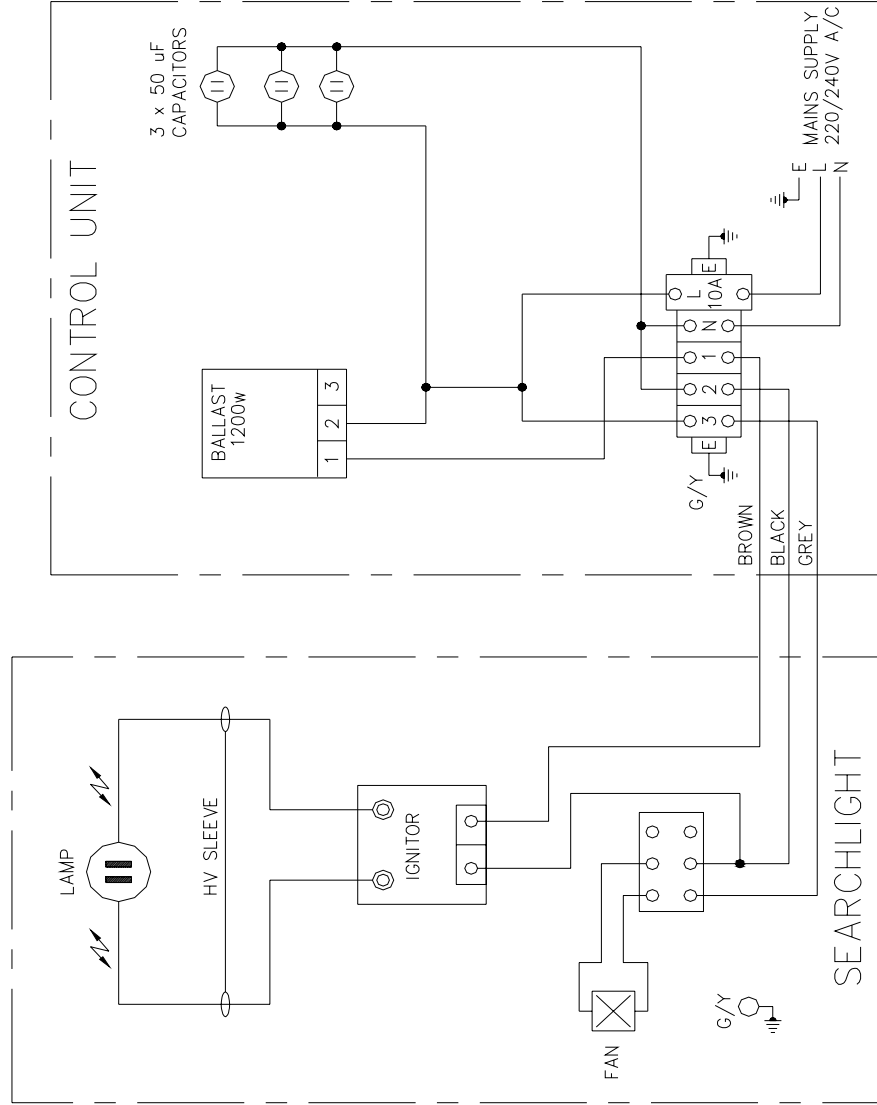 SEARCHLIGHT
LAMP
HV SLEEVE
IGNITOR
FAN
G/Y
CONTROL UNIT
3 x 50 uF
CAPACITORS
BALLAST
1200w
1 2 3
G/Y
E 3 2 1 N L E
10A
BROWN
BLACK
GREY
E
L
N
MAINS SUPPLY
220/240V A/C